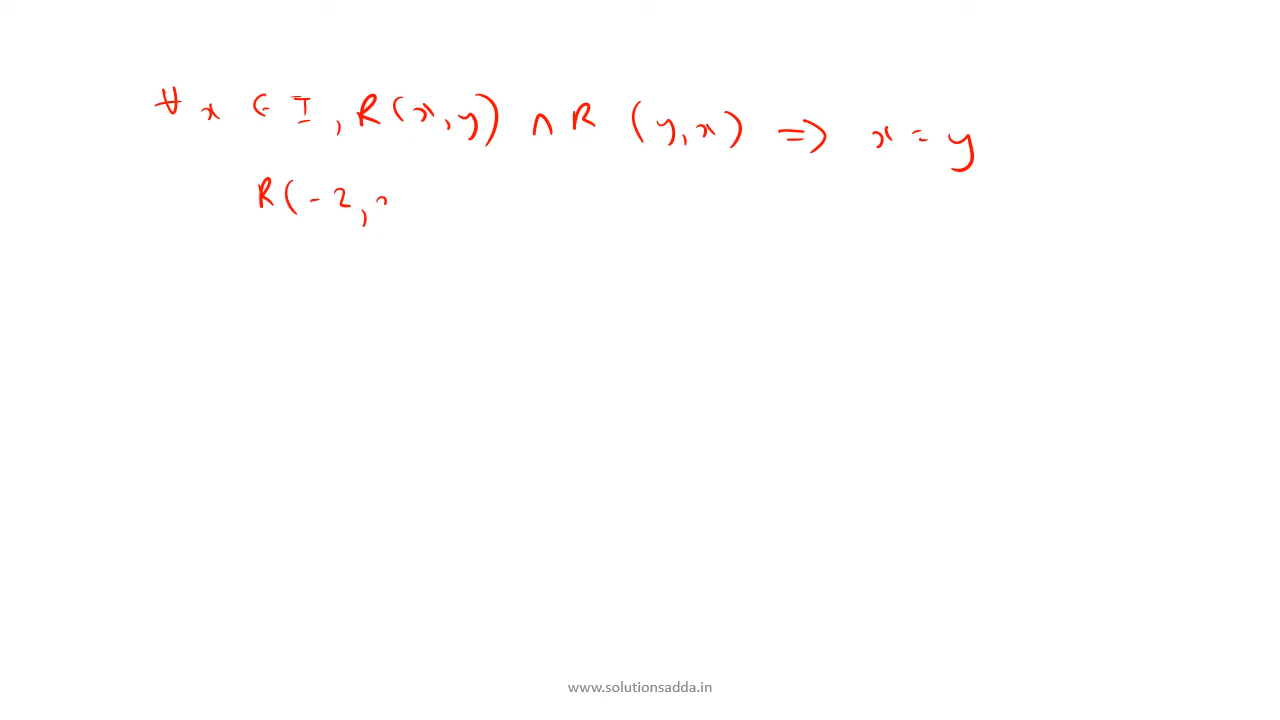 ∀ x ∈ I, R(x,y) ∩ R (y,x) => x = y
R(-2,
www.solutionsadda.in